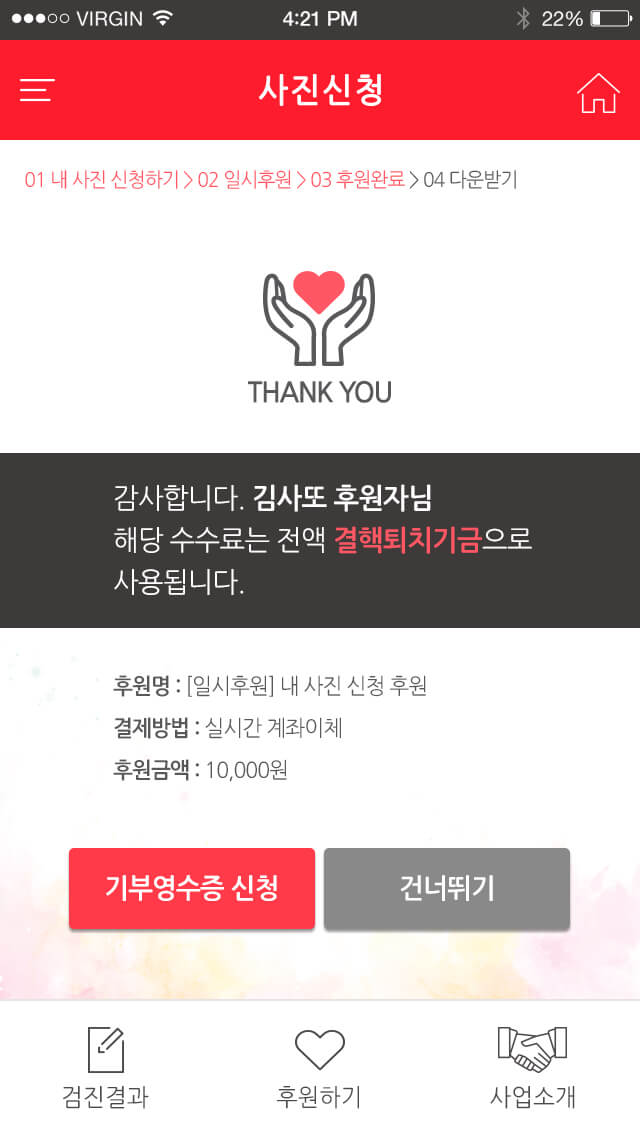 VIRGIN 4:21 PM 22%
사진신청
01 내 사진 신청하기 > 02 일시후원 > 03 후원완료 > 04 다운받기
THANK YOU
감사합니다. 김사또 후원자님
해당 수수료는 전액 결핵퇴치기금으로
사용됩니다.
후원명 : [일시후원] 내 사진 신청 후원
결제방법 : 실시간 계좌이체
후원금액 : 10,000원
기부영수증 신청 건너뛰기
검진결과 후원하기 사업소개